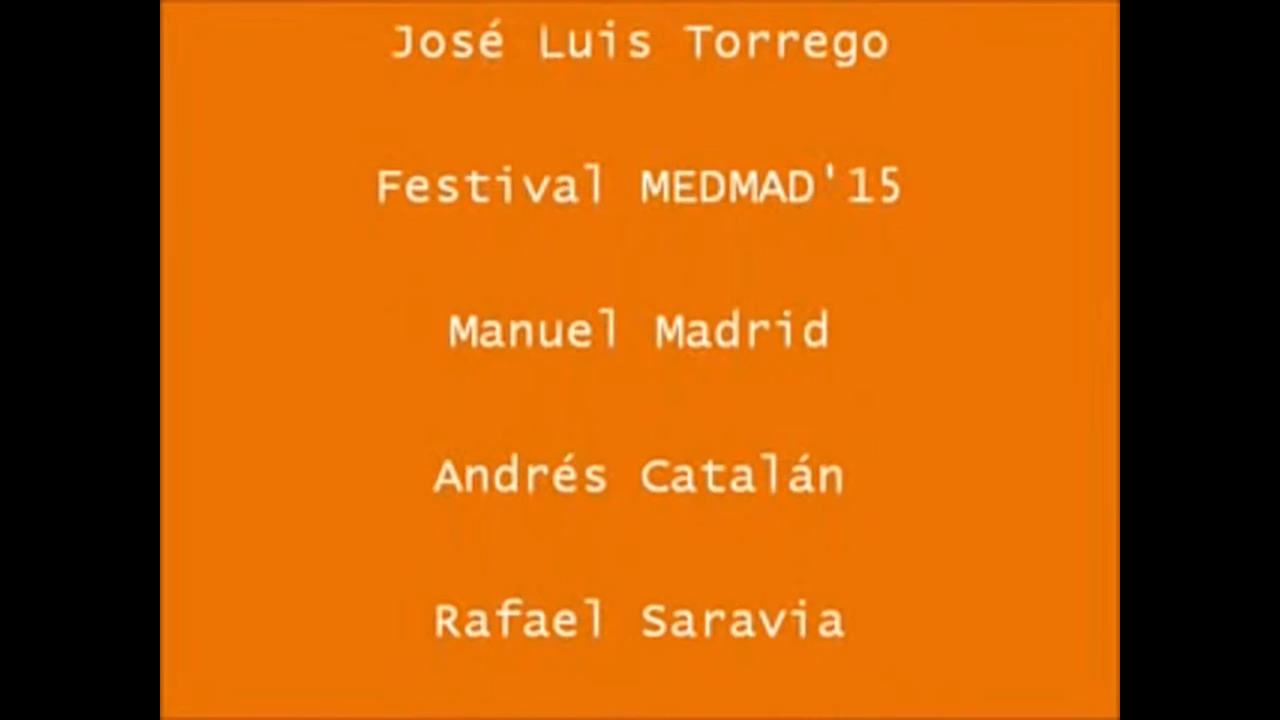 José Luis Torrego
Festival MEDMAD'15
Manuel Madrid
Andrés Catalán
Rafael Saravia